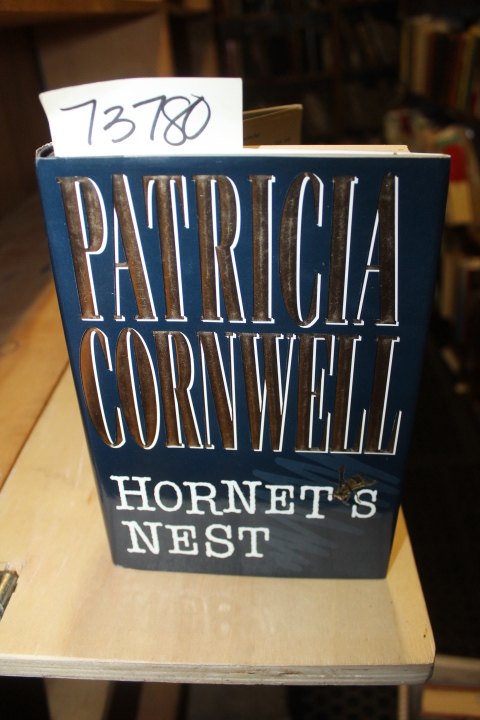 73780
PATRICIA
CORNWELL
HORNET'S
NEST